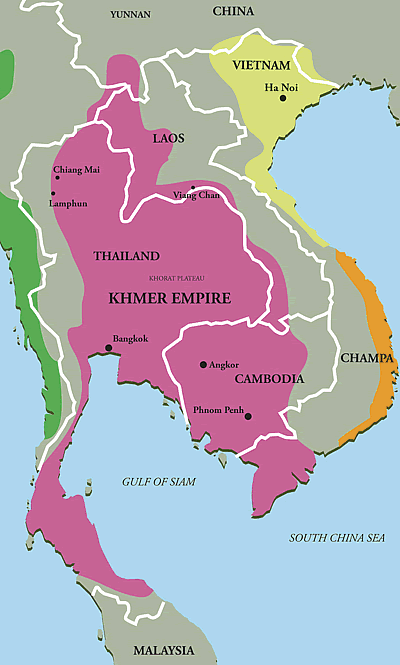 CHINA
YUNNAN
VIETNAM
Ha Noi
LAOS
Chiang Mai
Viang Chan
Lamphun
THAILAND
KHORAT PLATEAU
KHMER EMPIRE
Bangkok
CHAMPA
Angkor
CAMBODIA
Phnom Penh
GULF OF SIAM
SOUTH CHINA SEA
MALAYSIA